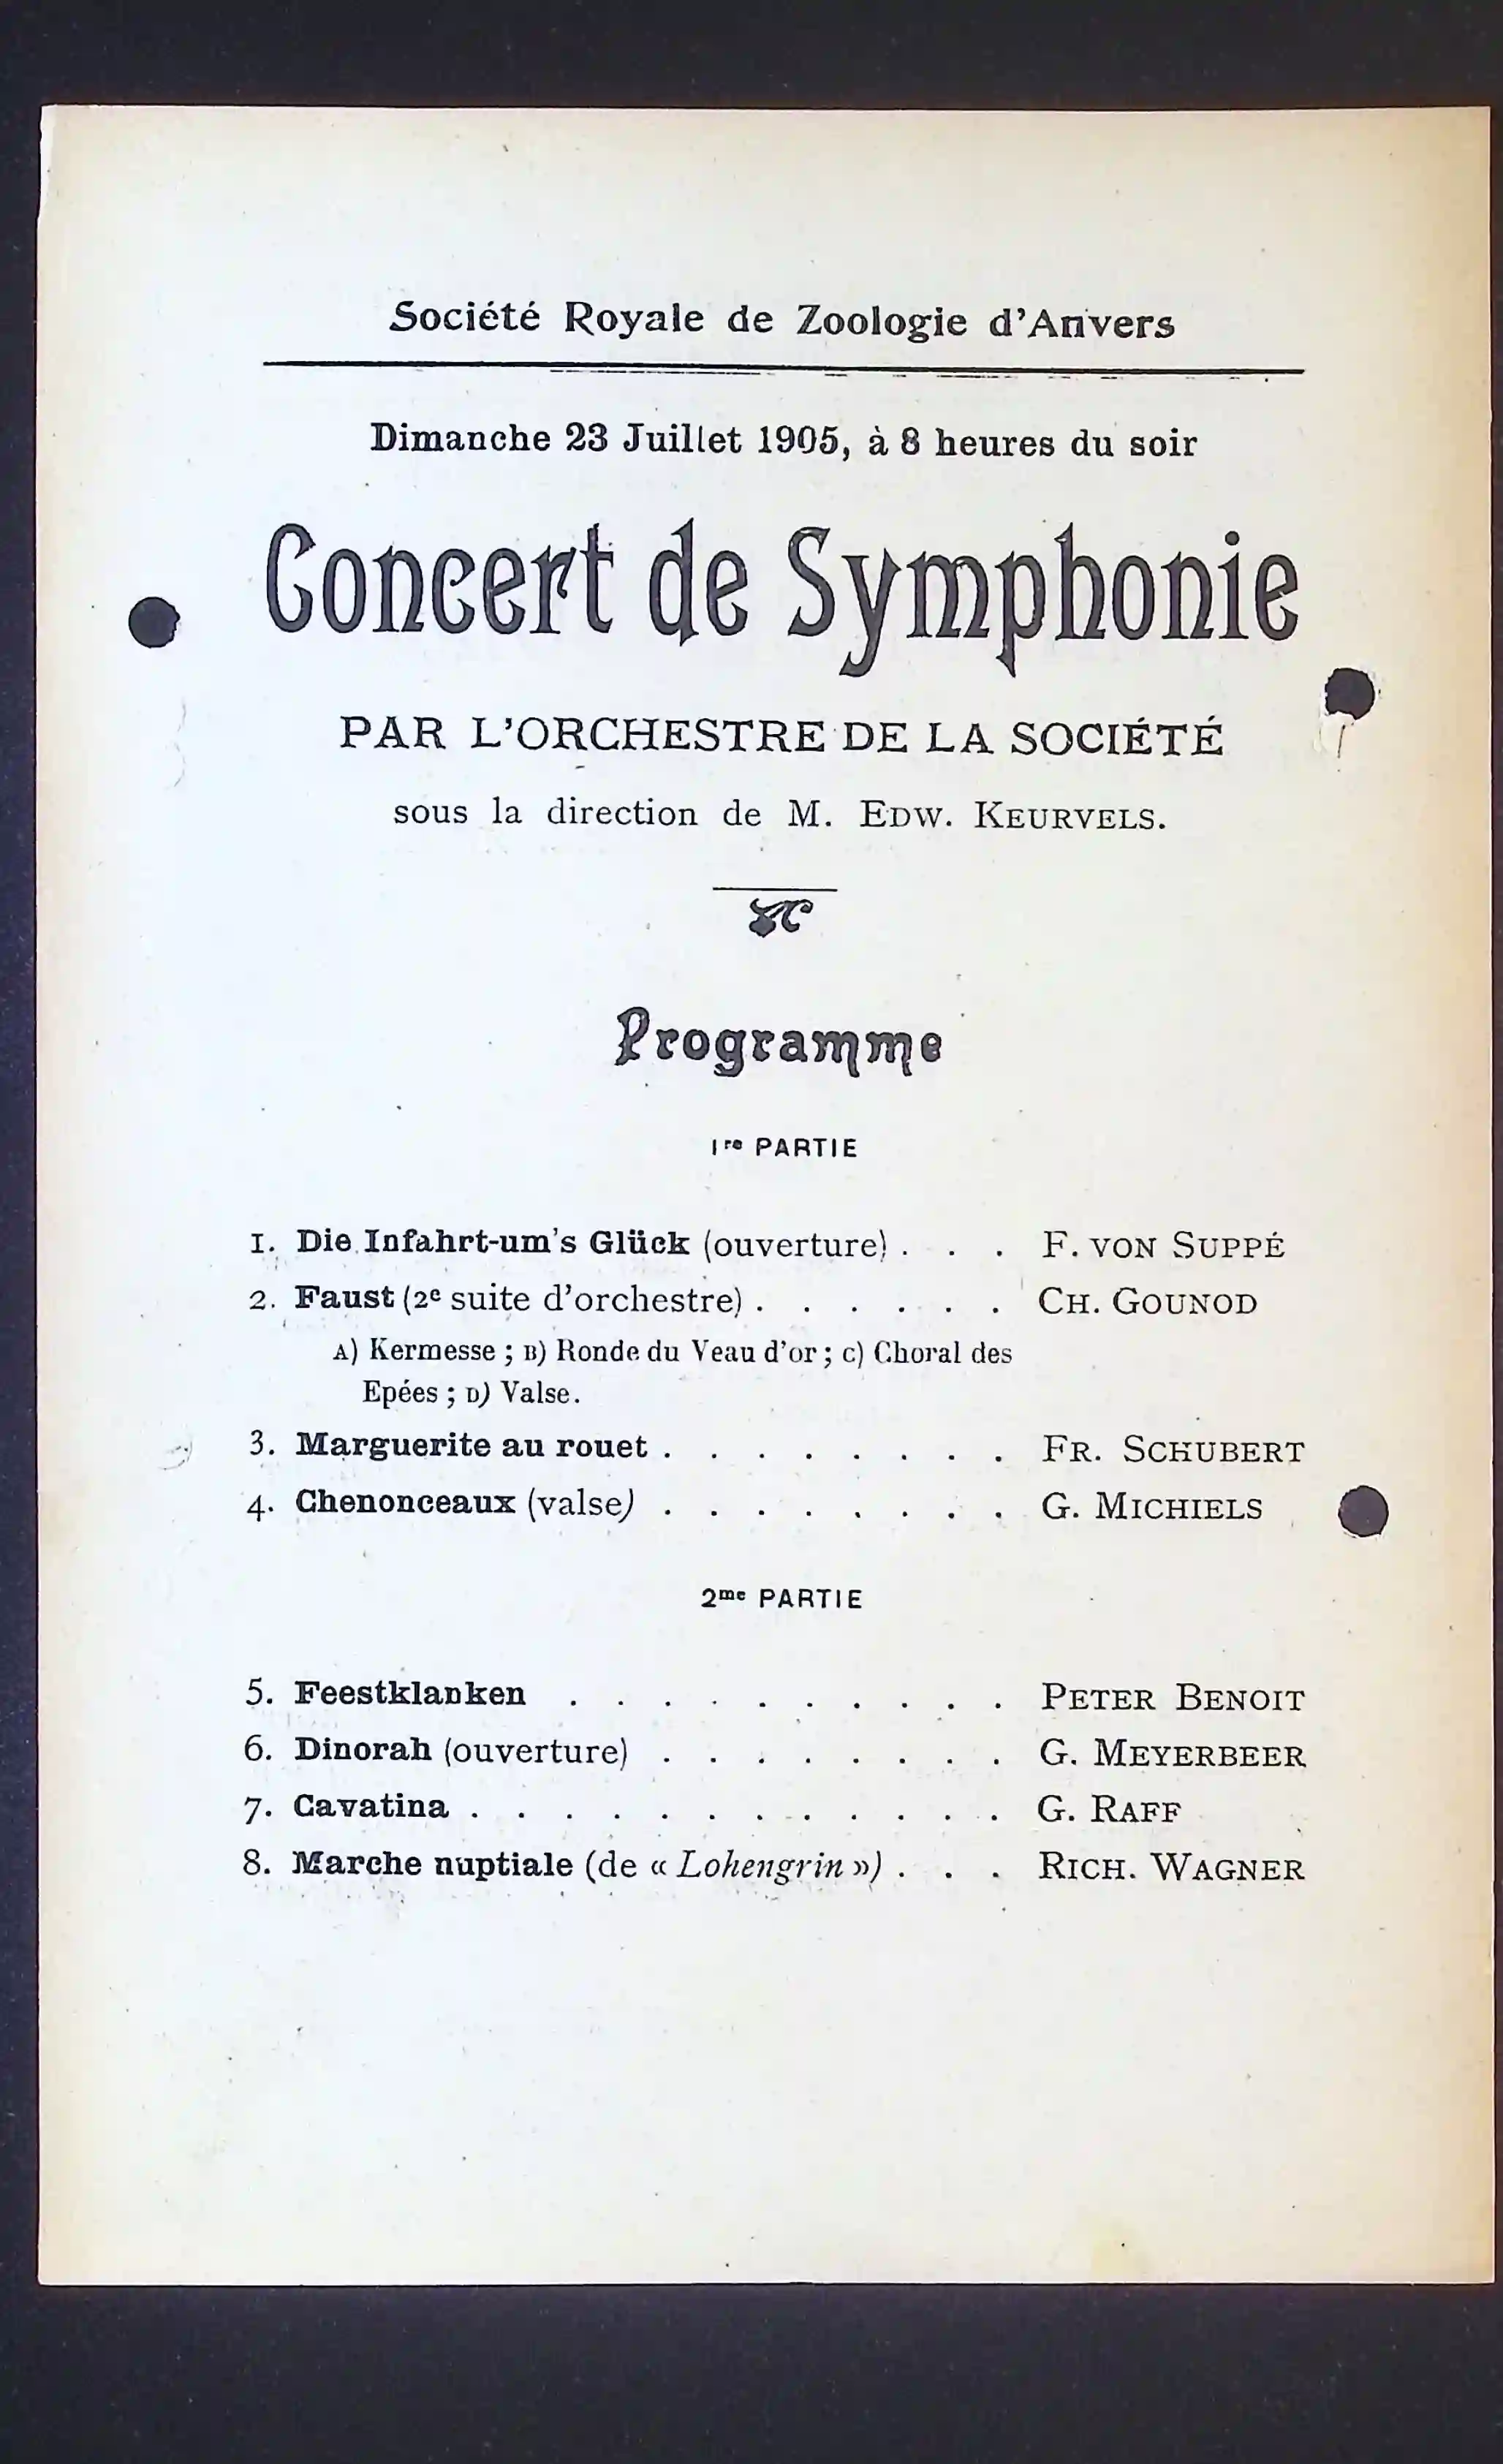 Société Royale de Zoologie d'Anvers
Dimanche 23 Juillet 1905, à 8 heures du soir
Concert de Symphonie
PAR L'ORCHESTRE DE LA SOCIÉTÉ
sous la direction de M. EDW. KEURVELS.
Programme
1re PARTIE
1. Die Infahrt-um's Glück (ouverture) . . . F. VON SUPPÉ
2. Faust (2e suite d'orchestre) . . . . . . CH. GOUNOD
A) Kermesse ; B) Ronde du Veau d'or ; C) Choral des
Epées ; D) Valse.
3. Marguerite au rouet . . . . . . . . FR. SCHUBERT
4. Chenonceaux (valse) . . . . . . . . G. MICHIELS
2me PARTIE
5. Feestklanken . . . . . . . . . . PETER BENOIT
6. Dinorah (ouverture) . . . . . . . . G. MEYERBEER
7. Cavatina . . . . . . . . . . . . G. RAFF
8. Marche nuptiale (de « Lohengrin ») . . . RICH. WAGNER